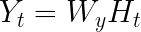 Y_t = W_y H_t